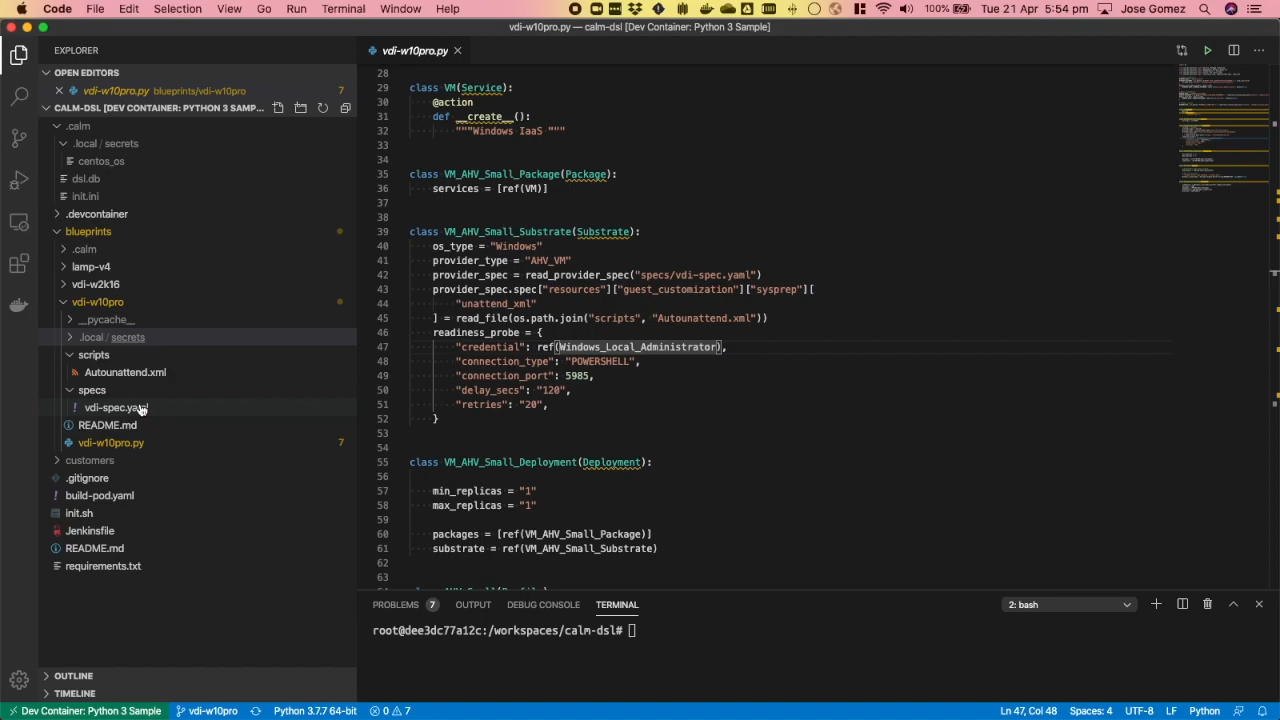 Code File Edit Selection View Go Run Terminal Window Help 100% Tue 21 Apr 5:54 pm Jose Gomez
vdi-w10pro.py — calm-dsl [Dev Container: Python 3 Sample]
EXPLORER
OPEN EDITORS
vdi-w10pro.py blueprints/vdi-w10pro 7
CALM-DSL [DEV CONTAINER: PYTHON 3 SAMP...
.calm
.local / secrets
centos_os
dsl.db
init.ini
.devcontainer
blueprints
.calm
lamp-v4
vdi-w2k16
vdi-w10pro
__pycache__
.local / secrets
scripts
Autounattend.xml
specs
vdi-spec.yaml
README.md
vdi-w10pro.py 7
customers
.gitignore
build-pod.yaml
init.sh
Jenkinsfile
README.md
requirements.txt
OUTLINE
TIMELINE
vdi-w10pro.py
28
29 class VM(Service):
30 @action
31 def __create__():
32 """Windows IaaS """
33
34
35 class VM_AHV_Small_Package(Package):
36 services = [ref(VM)]
37
38
39 class VM_AHV_Small_Substrate(Substrate):
40 os_type = "Windows"
41 provider_type = "AHV_VM"
42 provider_spec = read_provider_spec("specs/vdi-spec.yaml")
43 provider_spec.spec["resources"]["guest_customization"]["sysprep"][
44 "unattend_xml"
45 ] = read_file(os.path.join("scripts", "Autounattend.xml"))
46 readiness_probe = {
47 "credential": ref(Windows_Local_Administrator),
48 "connection_type": "POWERSHELL",
49 "connection_port": 5985,
50 "delay_secs": "120",
51 "retries": "20",
52 }
53
54
55 class VM_AHV_Small_Deployment(Deployment):
56
57 min_replicas = "1"
58 max_replicas = "1"
59
60 packages = [ref(VM_AHV_Small_Package)]
61 substrate = ref(VM_AHV_Small_Substrate)
62
63
PROBLEMS 7 OUTPUT DEBUG CONSOLE TERMINAL 2: bash
root@dee3dc77a12c:/workspaces/calm-dsl#
Dev Container: Python 3 Sample vdi-w10pro Python 3.7.7 64-bit 0 7 Ln 47, Col 48 Spaces: 4 UTF-8 LF Python